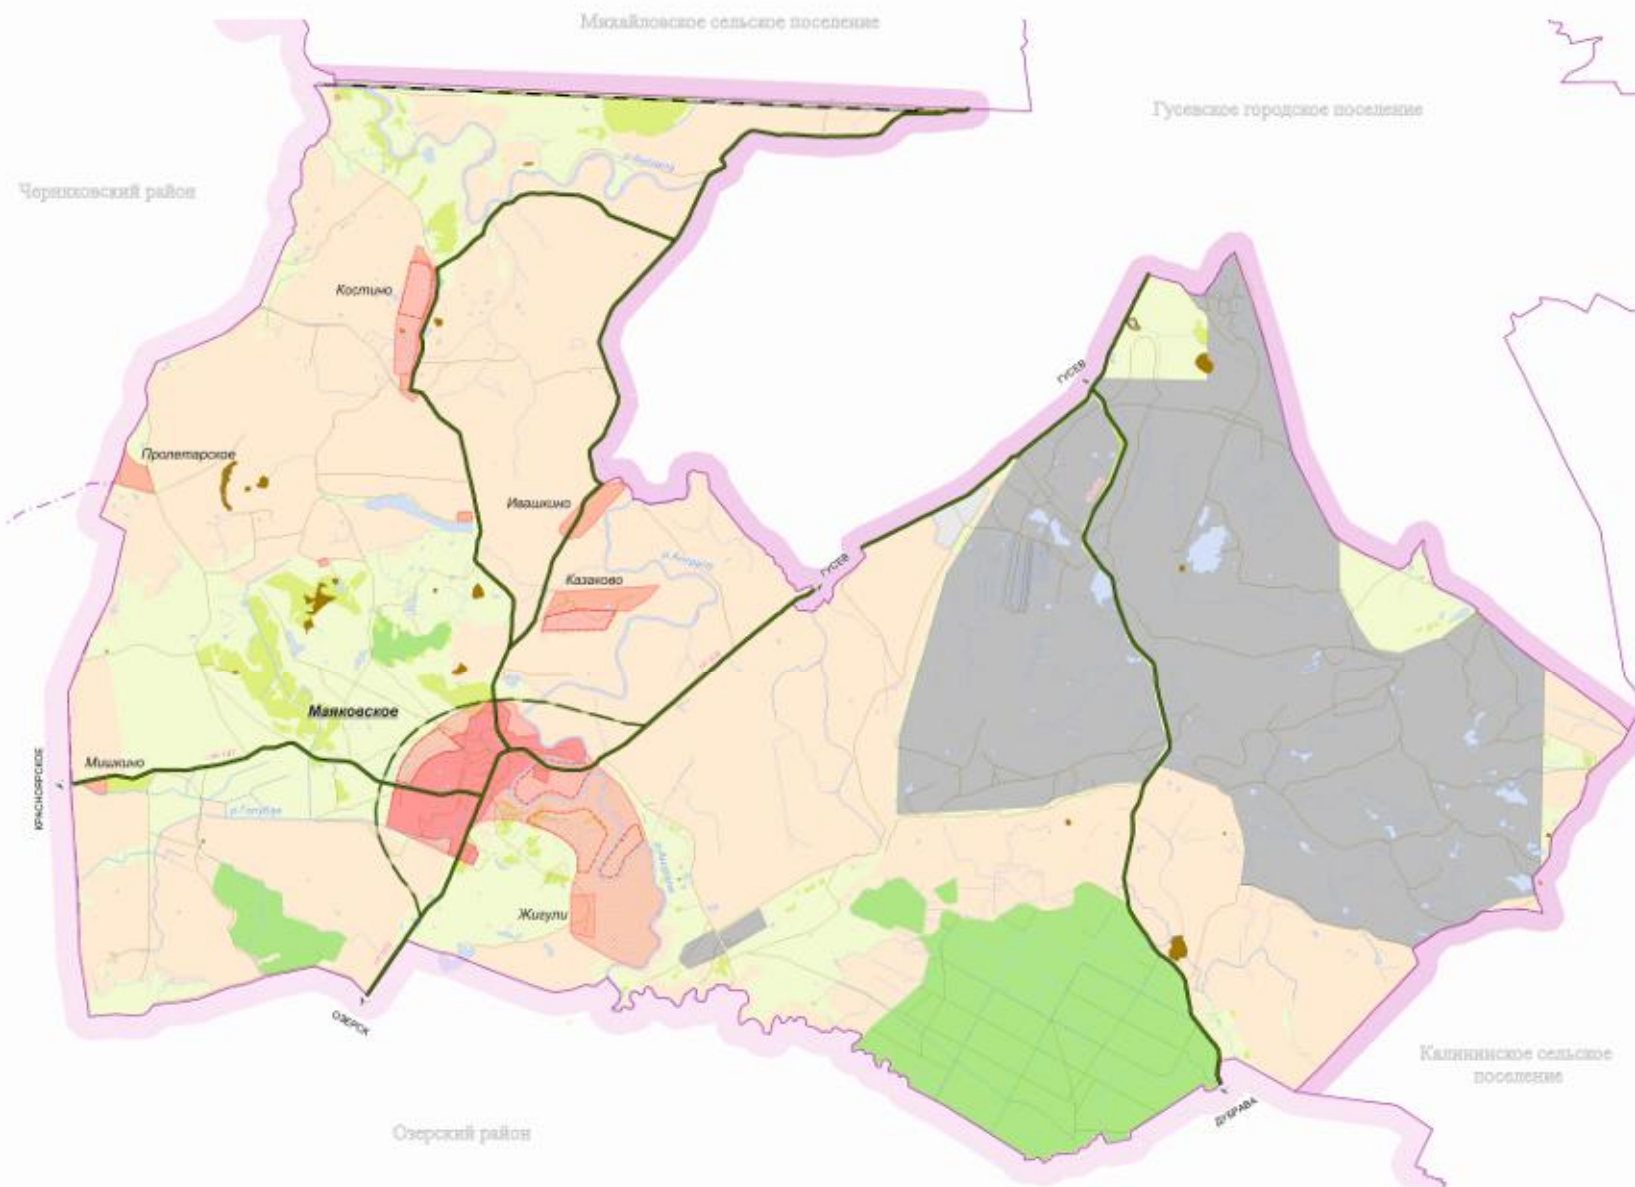 Михайловское сельское поселение
Гусевское городское поселение
Черняховский район
Костино
ГУСЕВ
Пролетарское
Ивашкино
ГУСЕВ
Казаково
Маяковское
Мишкино
КРАСНОЯРСКОЕ
р.Голубая
Жигули
ОЗЕРСК
Калининское сельское
поселение
ДУБРАВА
Озерский район